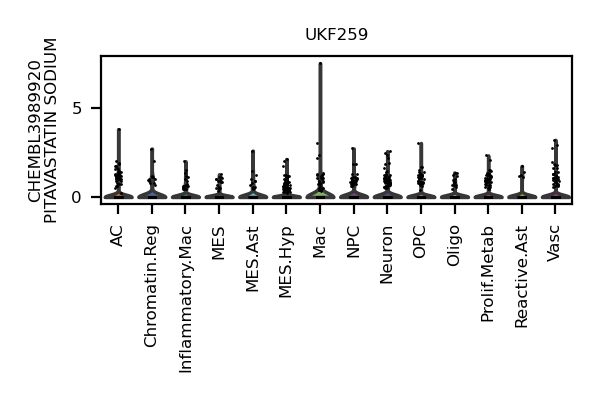 UKF259
CHEMBL3989920
PITAVASTATIN SODIUM
5
0
AC
Chromatin.Reg
Inflammatory.Mac
MES
MES.Ast
MES.Hyp
Mac
NPC
Neuron
OPC
Oligo
Prolif.Metab
Reactive.Ast
Vasc